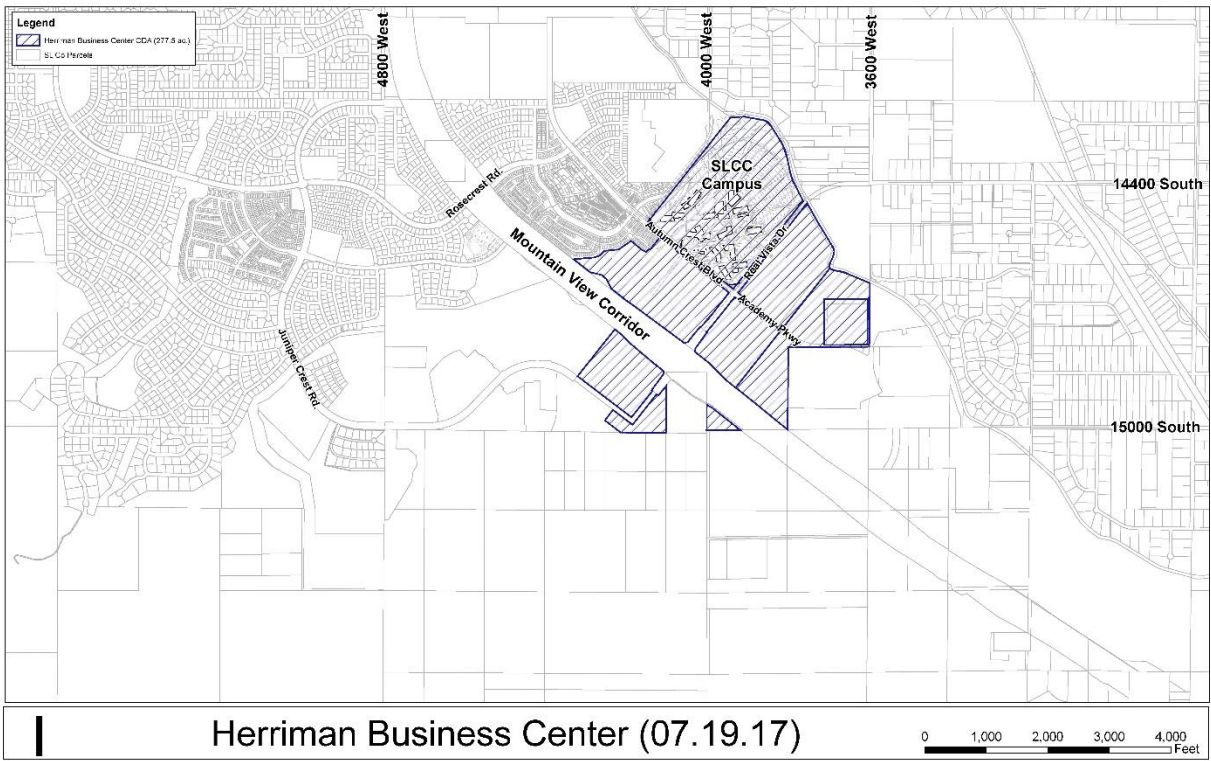 Legend
Herriman Business Center CDA (277.5 ac.)
SL Co Parcels
4800 West
4000 West
3600 West
SLCC
Campus
14400 South
Rosecrest Rd.
Autumn Crest Blvd
Real Vista Dr
Mountain View Corridor
Academy Pkwy
Juniper Crest Rd.
15000 South
Herriman Business Center (07.19.17)
0 1,000 2,000 3,000 4,000
Feet